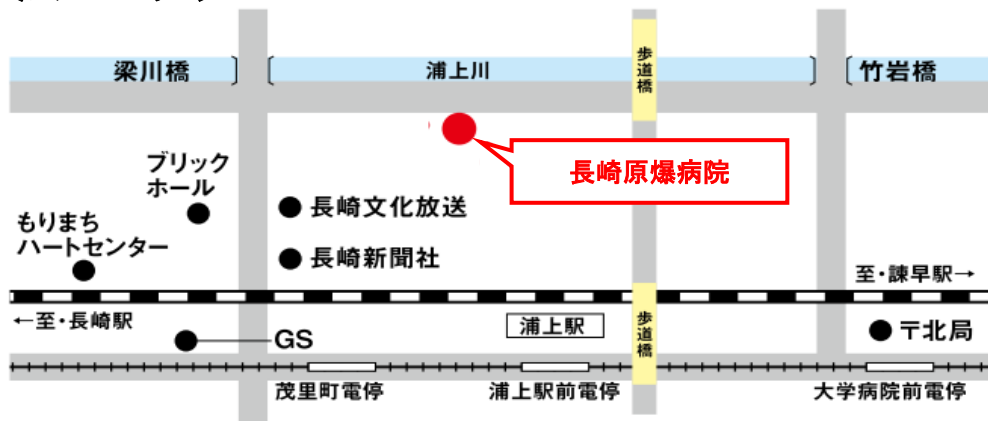 梁川橋
浦上川
歩道橋
竹岩橋
長崎原爆病院
ブリック
ホール
もりまち
ハートセンター
長崎文化放送
長崎新聞社
至・諫早駅→
←至・長崎駅
GS
浦上駅
歩道橋
〒北局
茂里町電停
浦上駅前電停
大学病院前電停